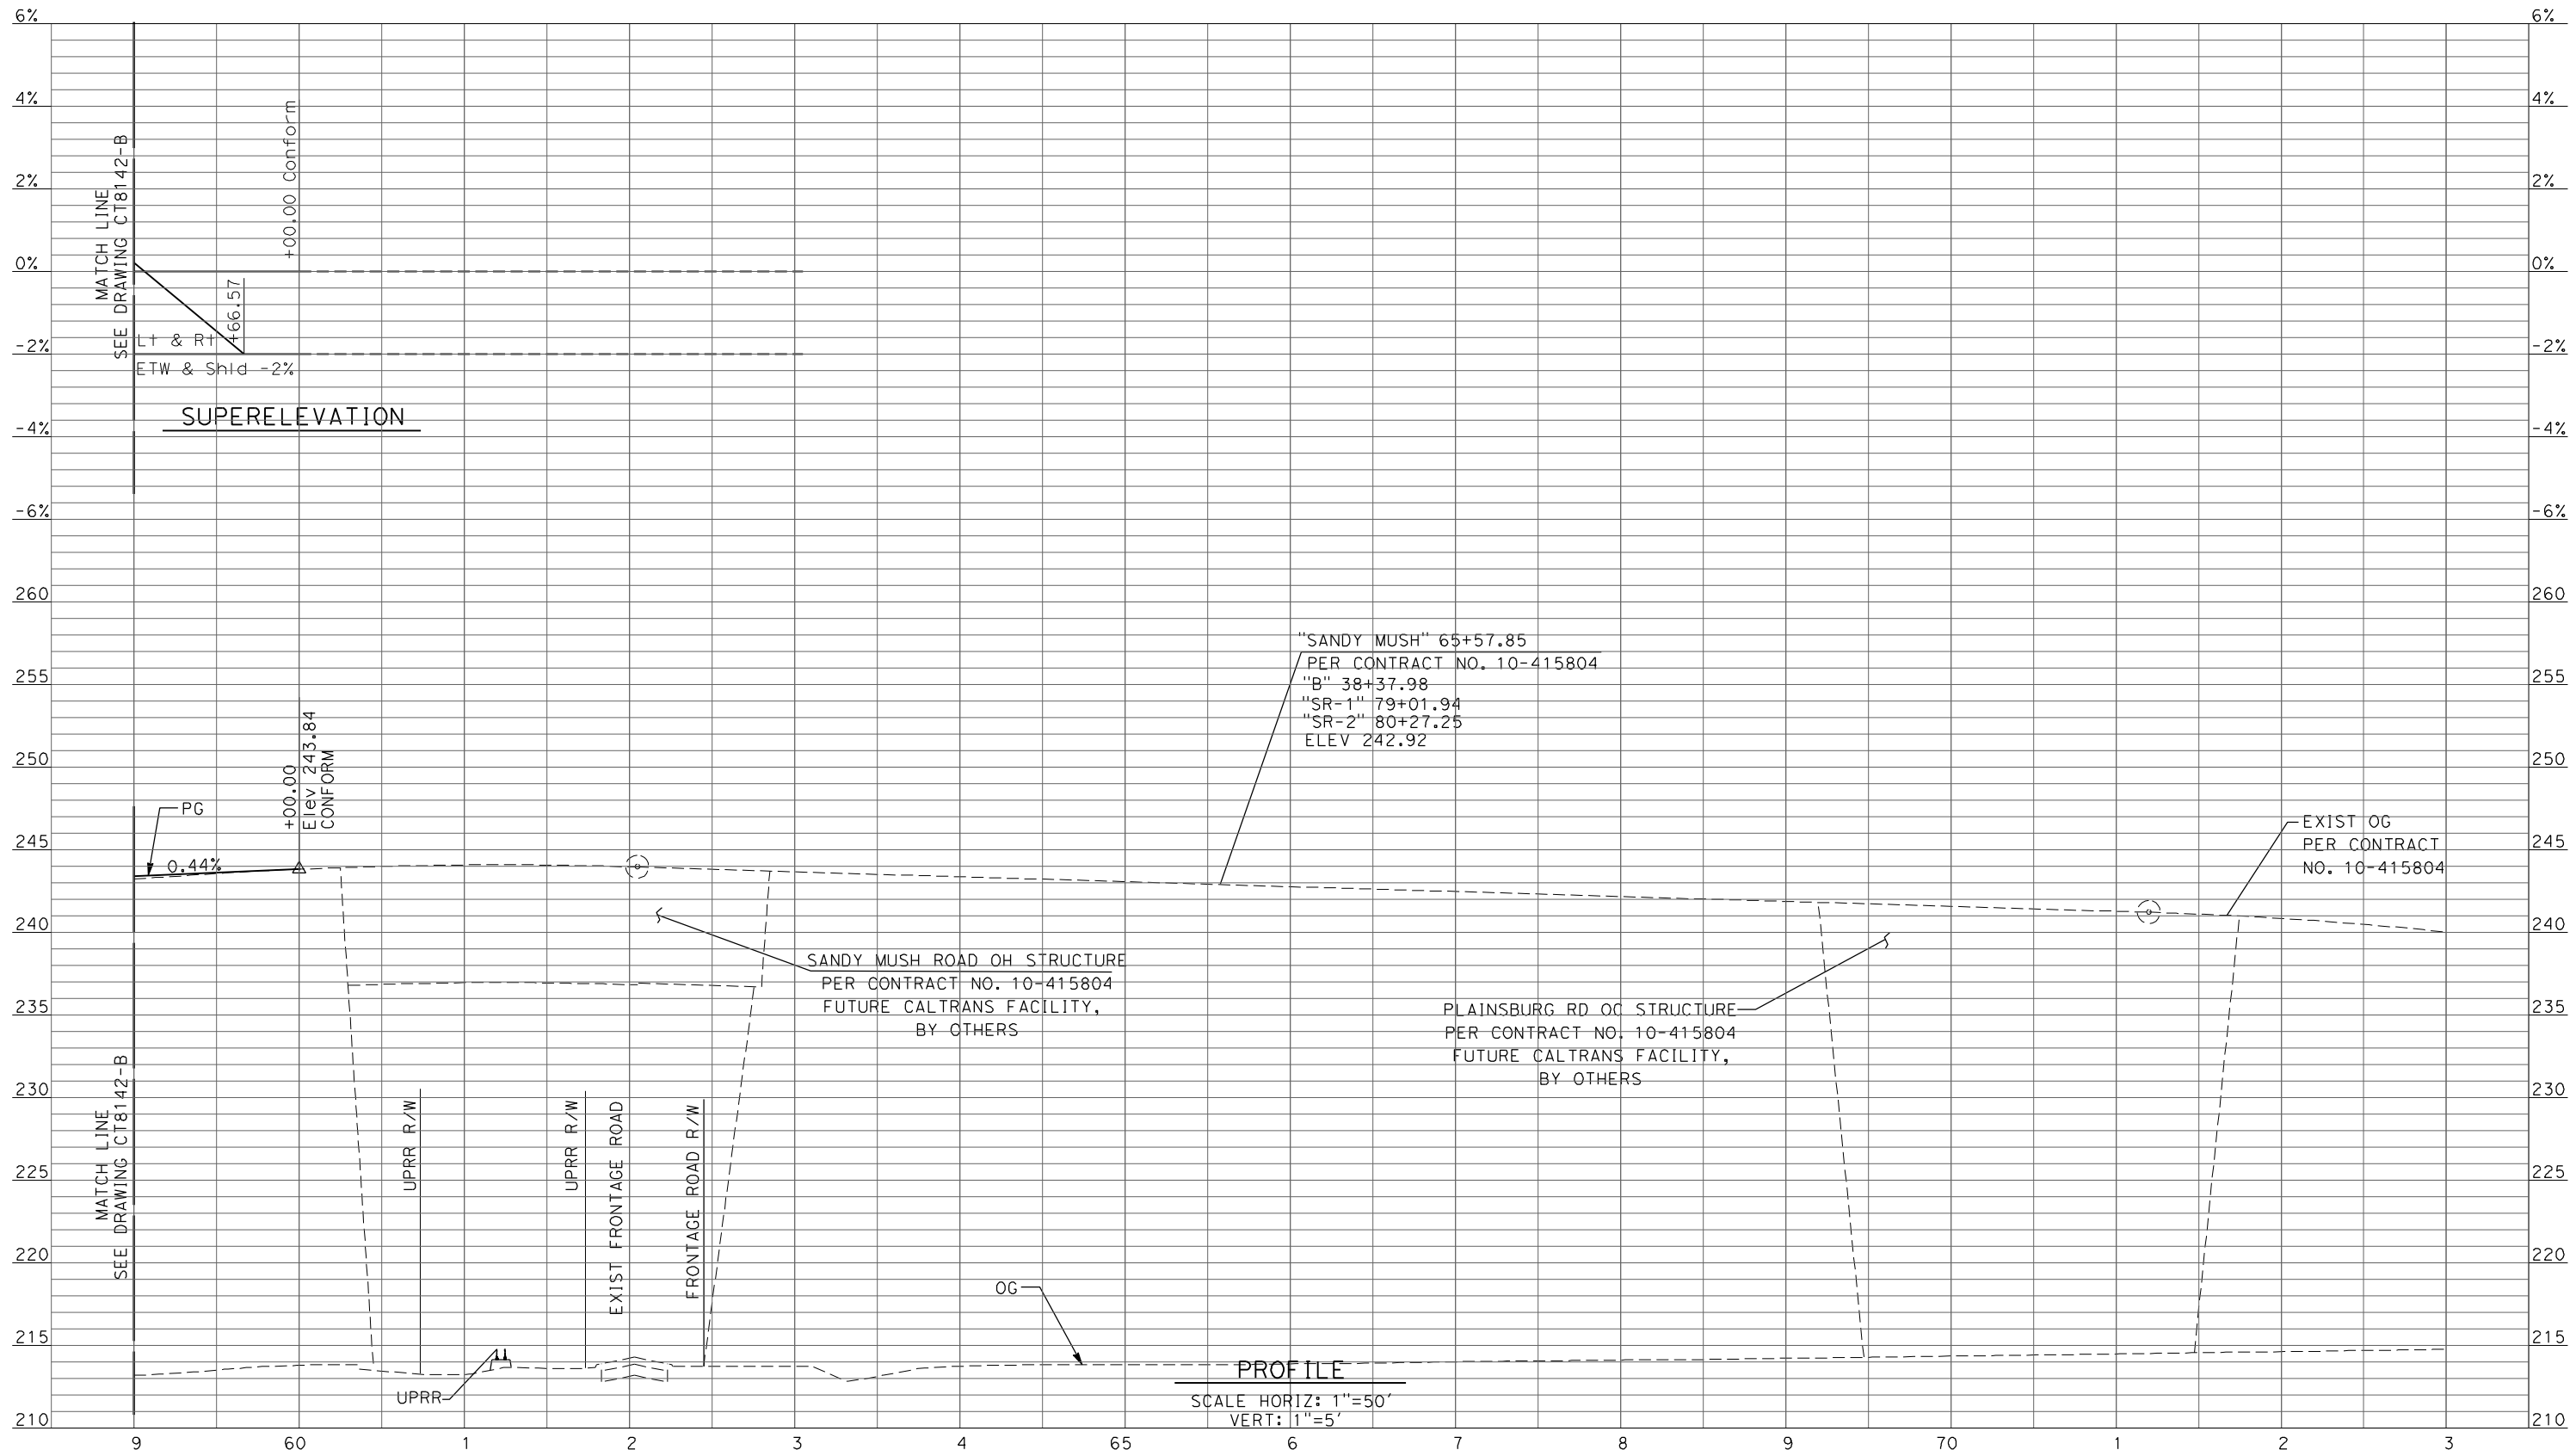 6%
4%
2%
0%
-2%
-4%
-6%
6%
4%
2%
0%
-2%
-4%
-6%
MATCH LINE
SEE DRAWING CT8142-B
+00.00 Conform
+66.57
Lt & Rt
ETW & Shld -2%
SUPERELEVATION
260
255
250
245
240
235
230
225
220
215
210
260
255
250
245
240
235
230
225
220
215
210
"SANDY MUSH" 65+57.85
PER CONTRACT NO. 10-415804
"B" 38+37.98
"SR-1" 79+01.94
"SR-2" 80+27.25
ELEV 242.92
+00.00
Elev 243.84
CONFORM
PG
0.44%
EXIST OG
PER CONTRACT
NO. 10-415804
SANDY MUSH ROAD OH STRUCTURE
PER CONTRACT NO. 10-415804
FUTURE CALTRANS FACILITY,
BY OTHERS
PLAINSBURG RD OC STRUCTURE
PER CONTRACT NO. 10-415804
FUTURE CALTRANS FACILITY,
BY OTHERS
MATCH LINE
SEE DRAWING CT8142-B
UPRR R/W
UPRR R/W
EXIST FRONTAGE ROAD
FRONTAGE ROAD R/W
OG
UPRR
PROFILE
SCALE HORIZ: 1"=50'
VERT: 1"=5'
9 60 1 2 3 4 65 6 7 8 9 70 1 2 3